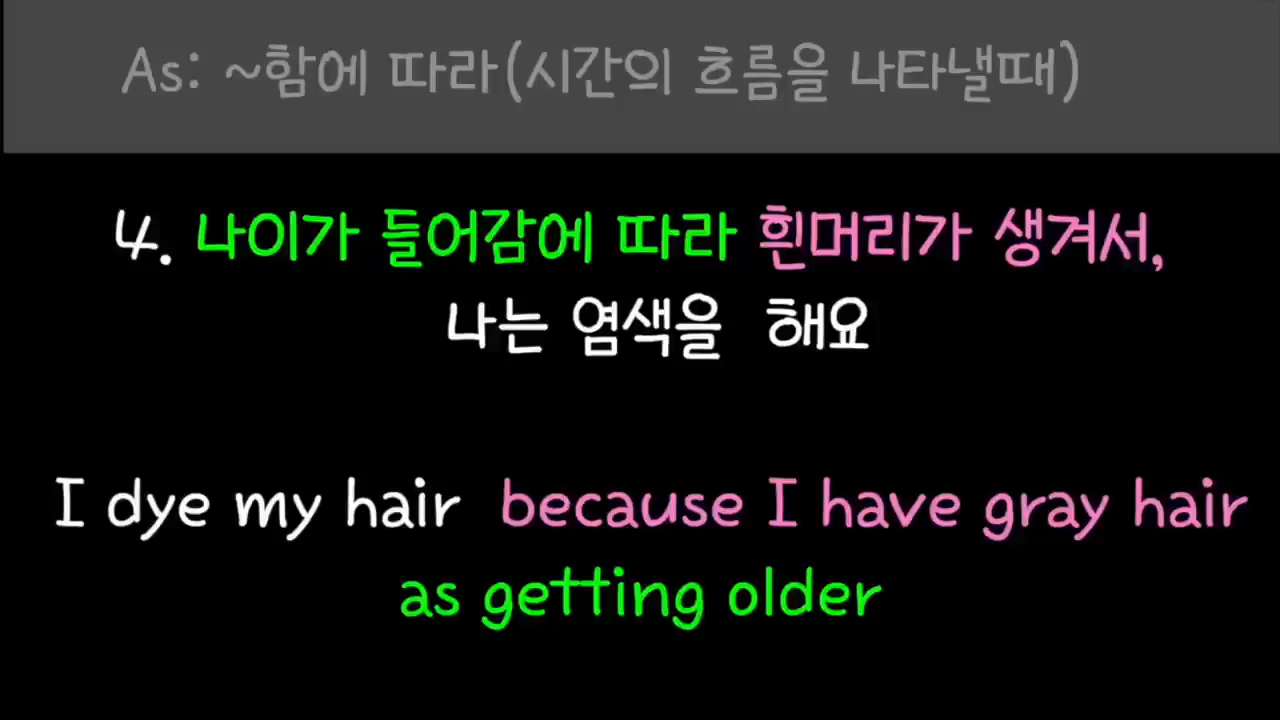 As: ~함에 따라(시간의 흐름을 나타낼때)
4. 나이가 들어감에 따라 흰머리가 생겨서,
나는 염색을 해요
I dye my hair because I have gray hair
as getting older